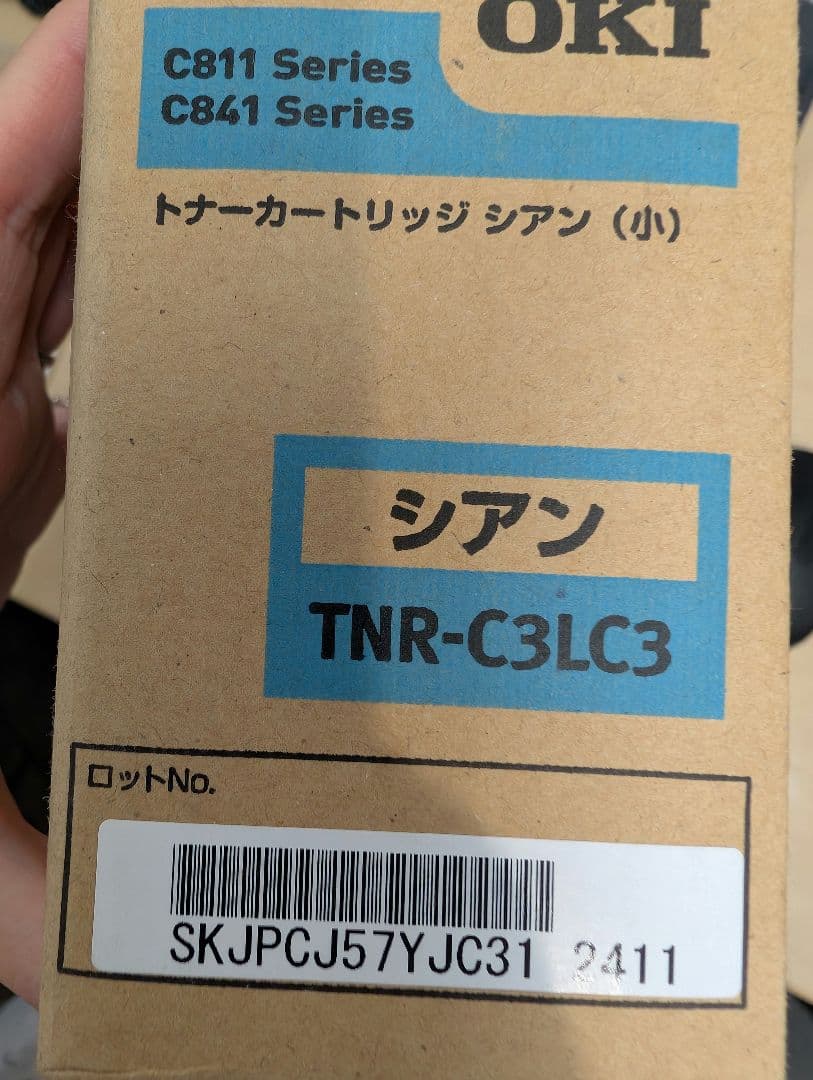 OKI
C811 Series
C841 Series
トナーカートリッジ シアン（小）
シアン
TNR-C3LC3
ロットNo.
SKJPCJ57YJC31 2411